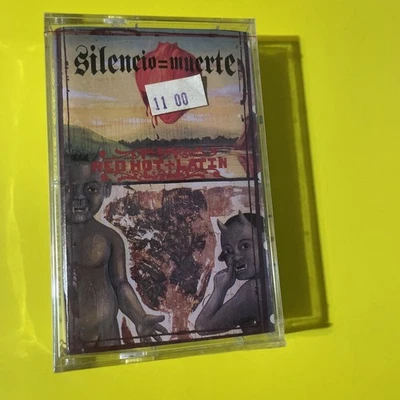 silencio=muerte
11 00
RED HOT + LATIN